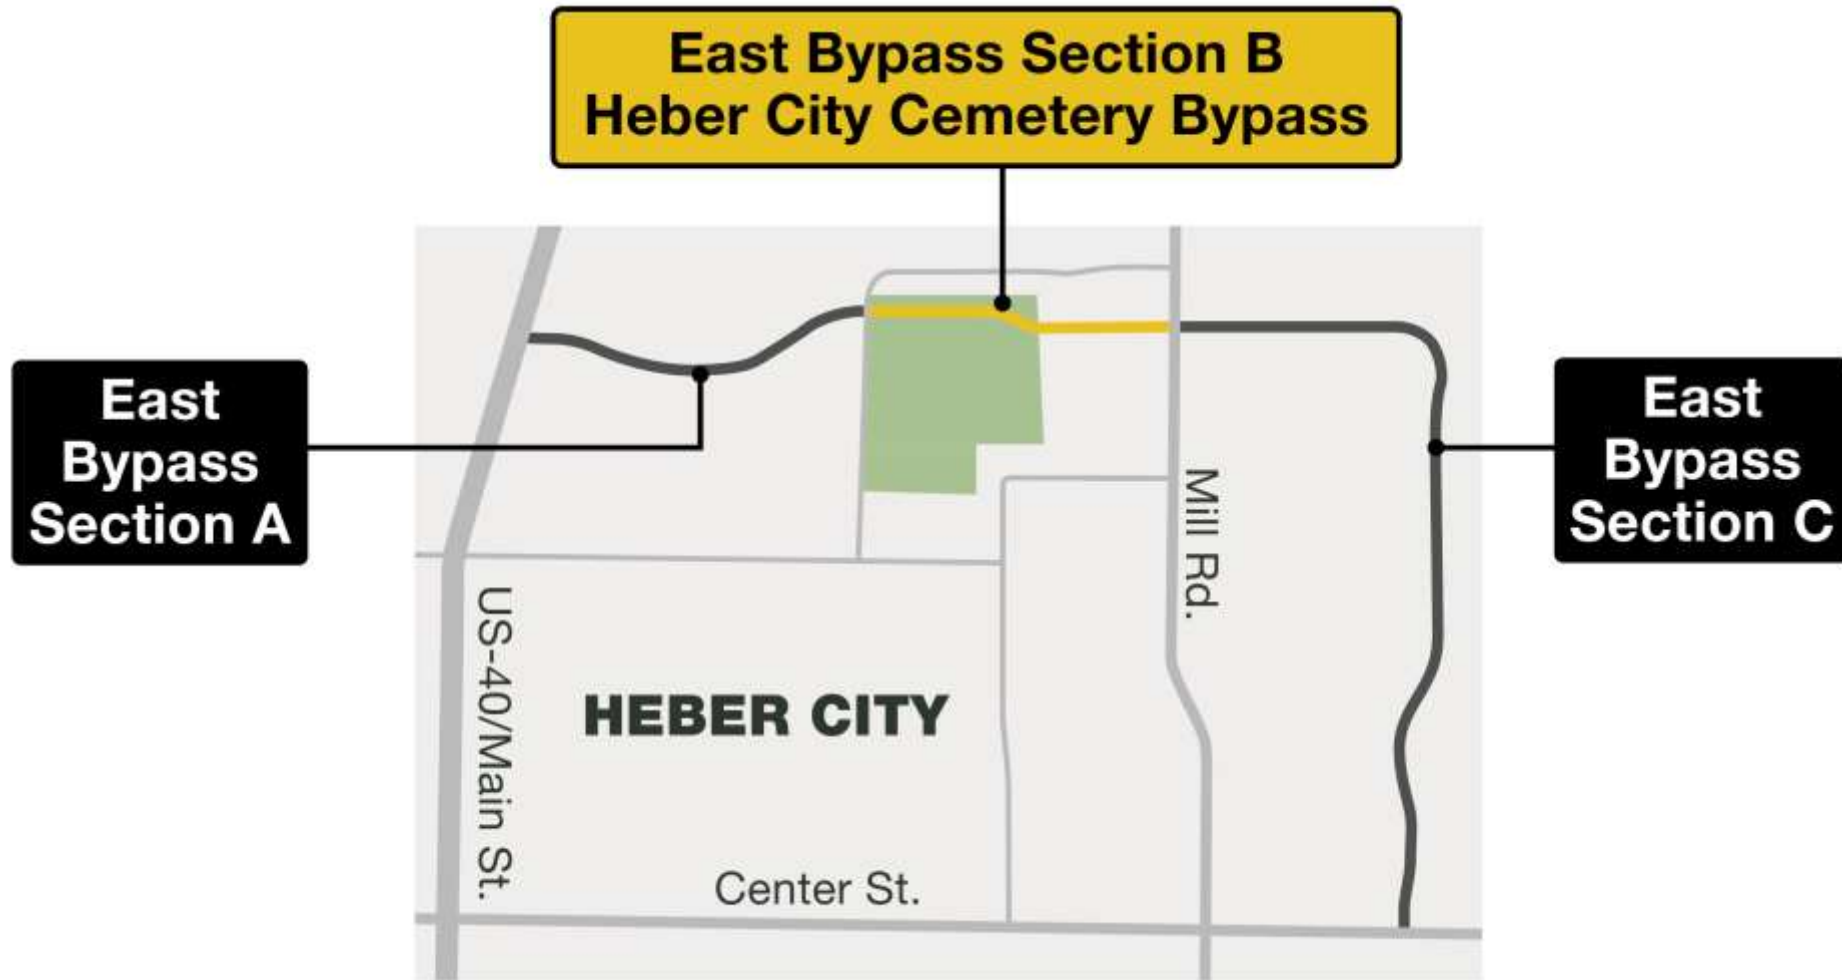 East Bypass Section B
Heber City Cemetery Bypass
East
Bypass
Section A
East
Bypass
Section C
Mill Rd.
US-40/Main St.
HEBER CITY
Center St.